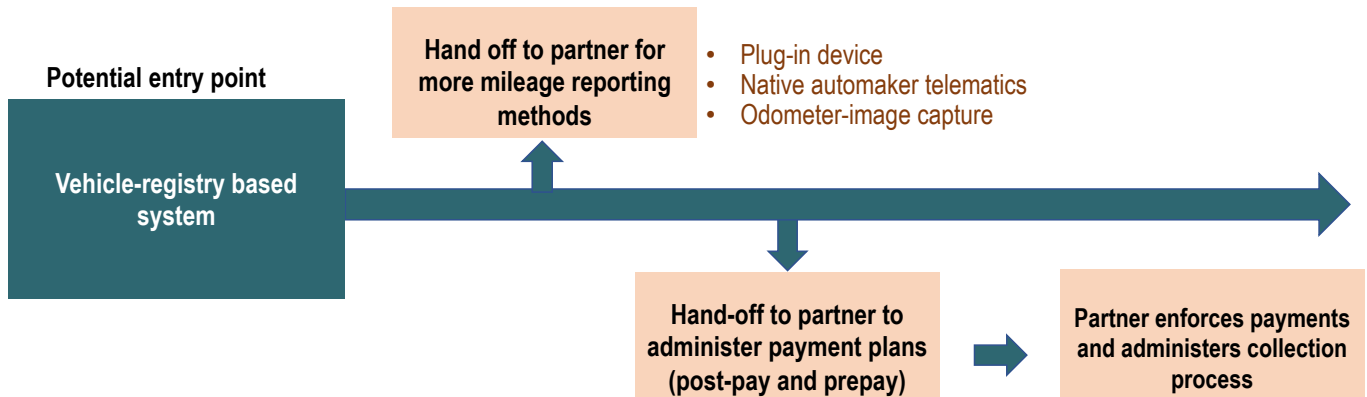 Potential entry point
Vehicle-registry based
system
Hand off to partner for
more mileage reporting
methods
• Plug-in device
• Native automaker telematics
• Odometer-image capture
Hand-off to partner to
administer payment plans
(post-pay and prepay)
Partner enforces payments
and administers collection
process